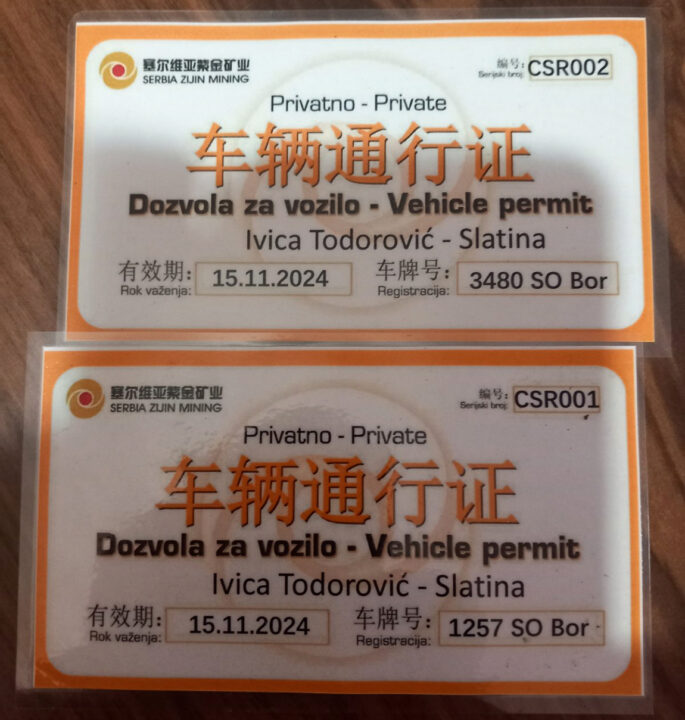 塞尔维亚紫金矿业
SERBIA ZIJIN MINING
编号:
Serijski broj:
CSR002
Privatno - Private
车辆通行证
Dozvola za vozilo - Vehicle permit
Ivica Todorović - Slatina
有效期:
Rok važenja:
15.11.2024
车牌号:
Registracija:
3480 SO Bor
塞尔维亚紫金矿业
SERBIA ZIJIN MINING
编号:
Serijski broj:
CSR001
Privatno - Private
车辆通行证
Dozvola za vozilo - Vehicle permit
Ivica Todorović - Slatina
有效期:
Rok važenja:
15.11.2024
车牌号:
Registracija:
1257 SO Bor